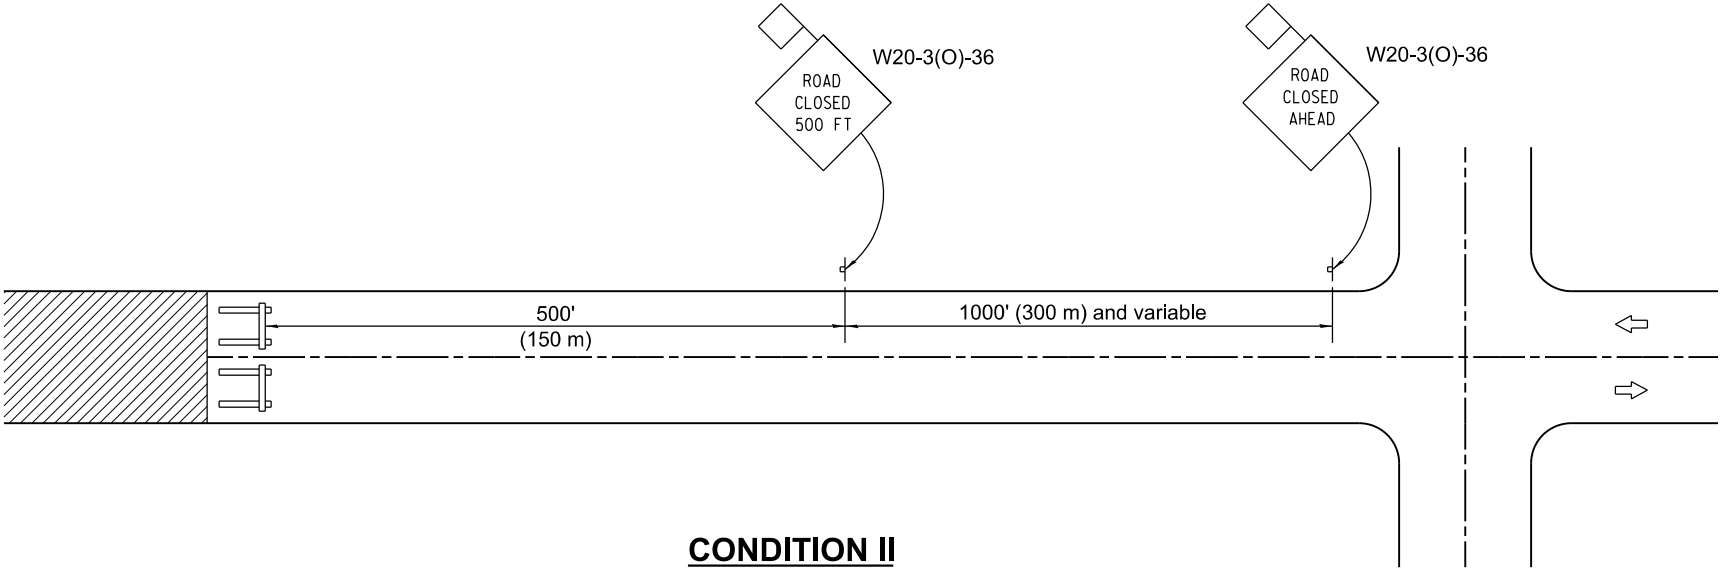 W20-3(O)-36
ROAD
CLOSED
500 FT
W20-3(O)-36
ROAD
CLOSED
AHEAD
500'
(150 m)
1000' (300 m) and variable
CONDITION II